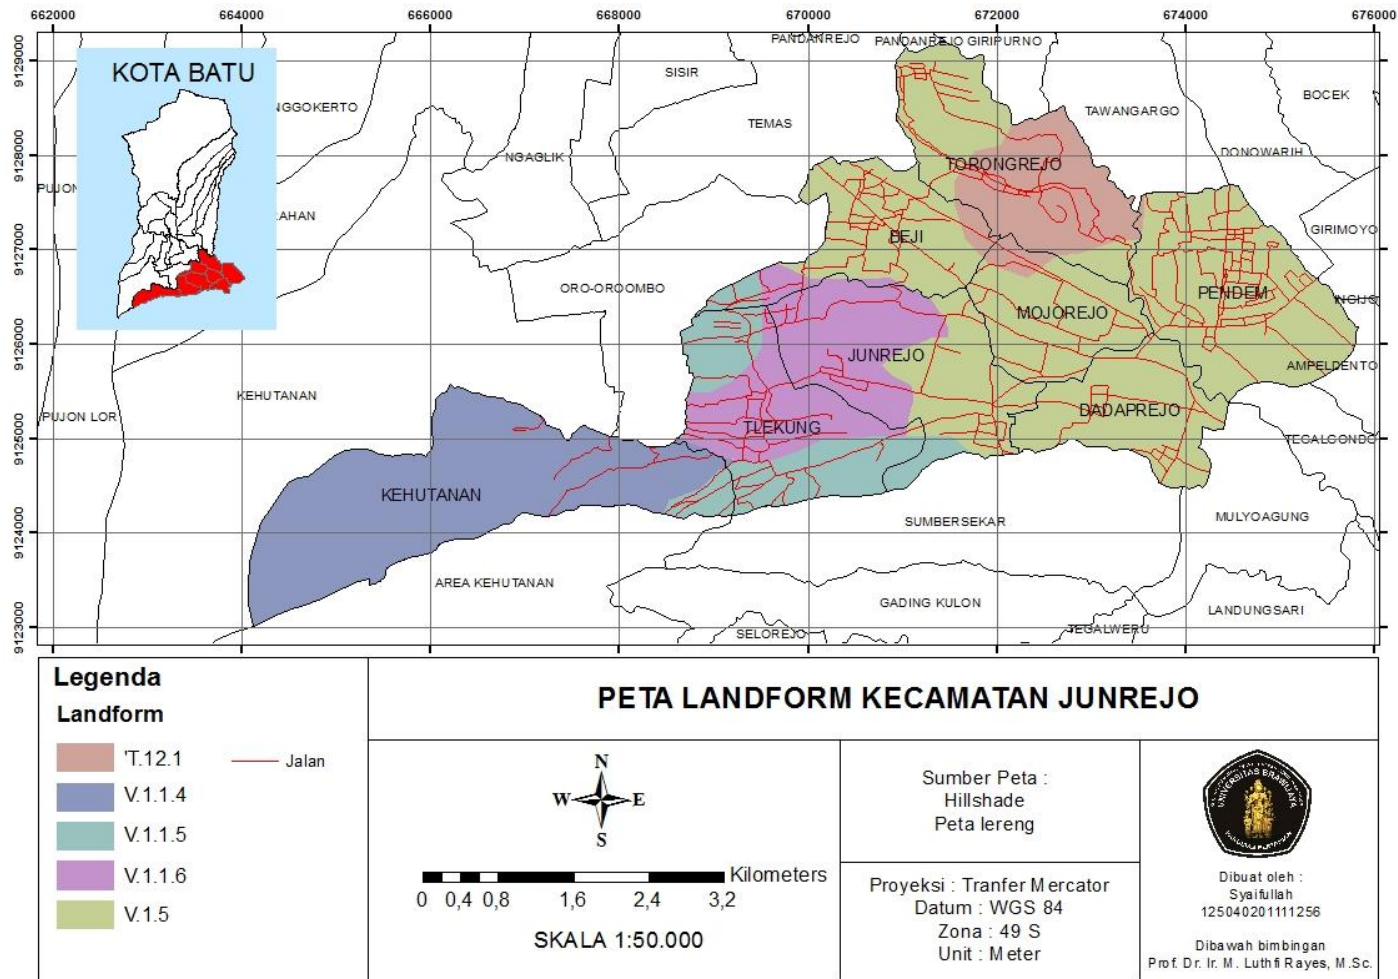 662000 664000 666000 668000 670000 672000 674000 676000
9129000
9128000
9127000
9126000
9125000
9124000
9123000
KOTA BATU
PANDANREJO
PANDANREJO GIRIPURNO
SISIR
NGGOKERTO
TEMAS
TAWANGARGO
BOCEK
NGAGLIK
DONOWARIH
PUJON
TORONGREJO
RAHAN
BEJI
GIRIMOYO
ORO-OROOMBO
MOJOREJO
PENDEM
NGIJO
JUNREJO
AMPELDENTO
KEHUTANAN
PUJON LOR
DADAPREJO
TLEKUNG
TEGALGONDO
KEHUTANAN
SUMBERSEKAR
MULYOAGUNG
AREA KEHUTANAN
GADING KULON
LANDUNGSARI
SELOREJO
TEGALWERU
Legenda
Landform
'T.12.1
Jalan
V.1.1.4
V.1.1.5
V.1.1.6
V.1.5
PETA LANDFORM KECAMATAN JUNREJO
N
W E
S
Kilometers
0 0,4 0,8 1,6 2,4 3,2
SKALA 1:50.000
Sumber Peta :
Hillshade
Peta lereng
Proyeksi : Tranfer Mercator
Datum : WGS 84
Zona : 49 S
Unit : Meter
UNIVERSITAS BRAWIJAYA
Dibuat oleh :
Syaifullah
125040201111256
Dibawah bimbingan
Prof. Dr. Ir. M. Luthfi Rayes, M.Sc.